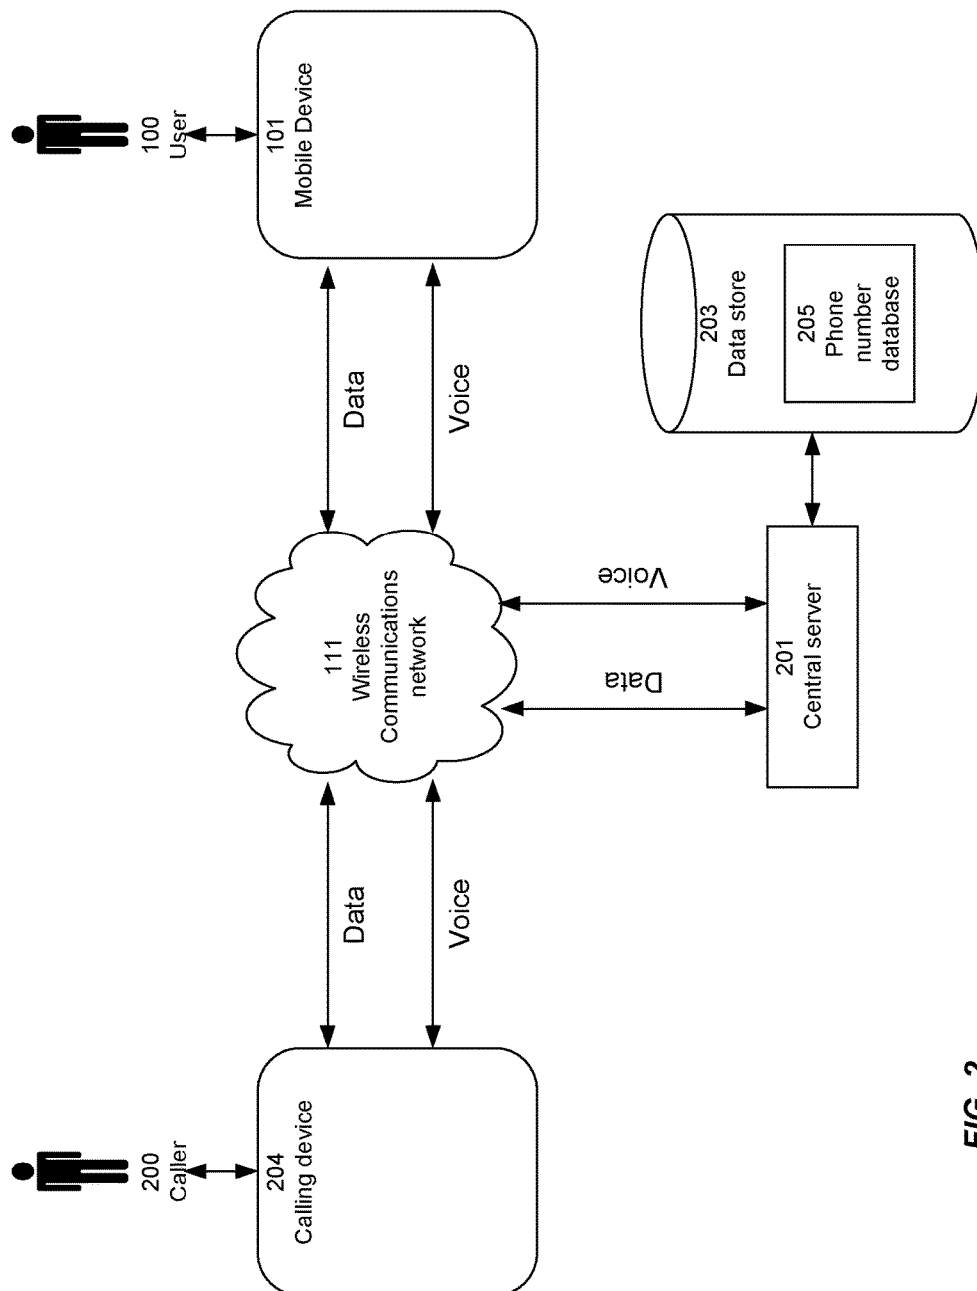 200
Caller
204
Calling device
Data
Voice
111
Wireless
Communications
network
Data
Voice
100
User
101
Mobile Device
Data
Voice
201
Central server
203
Data store
205
Phone
number
database
FIG. 2